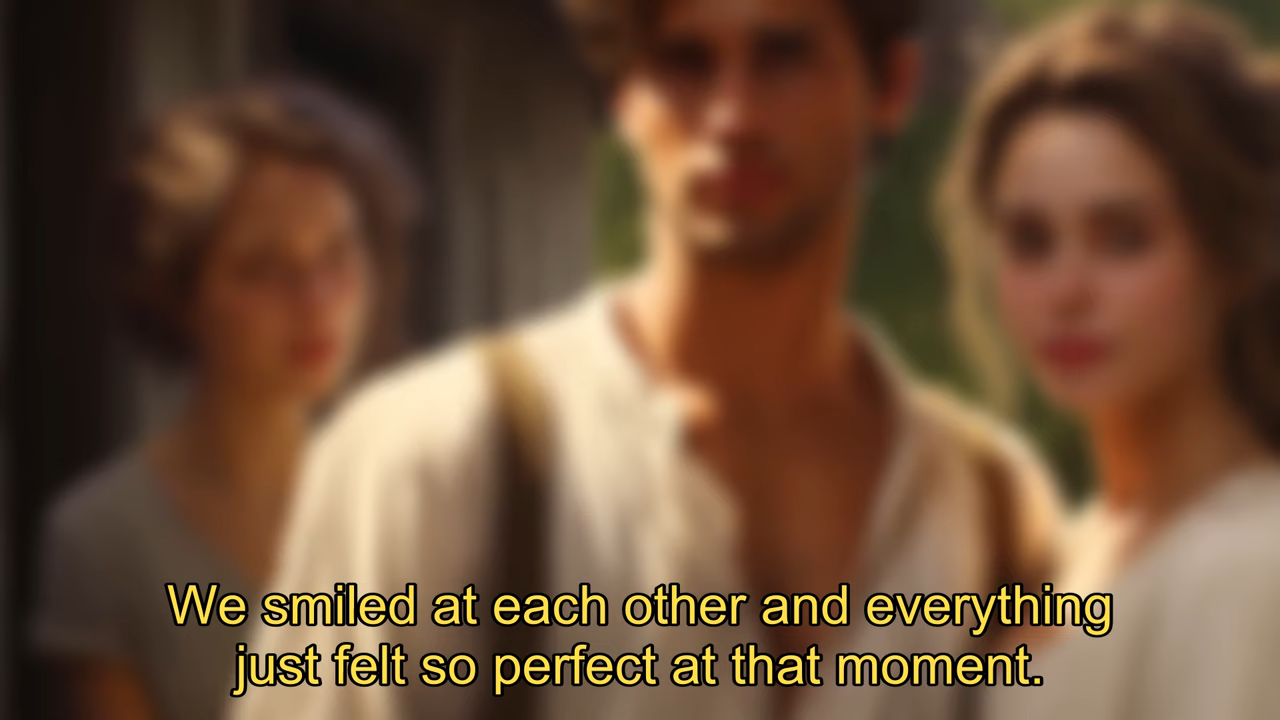 We smiled at each other and everything
just felt so perfect at that moment.